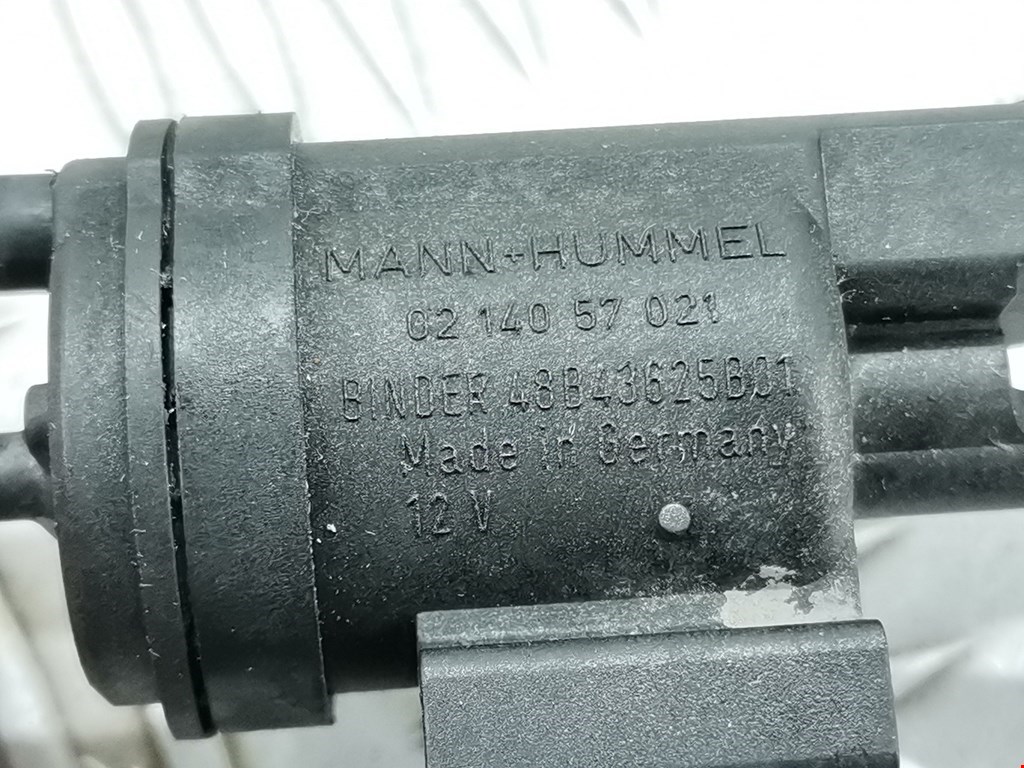 MANN+HUMMEL
02 140 57 021
BINDER 48B43625B01
Made in Germany
12 V